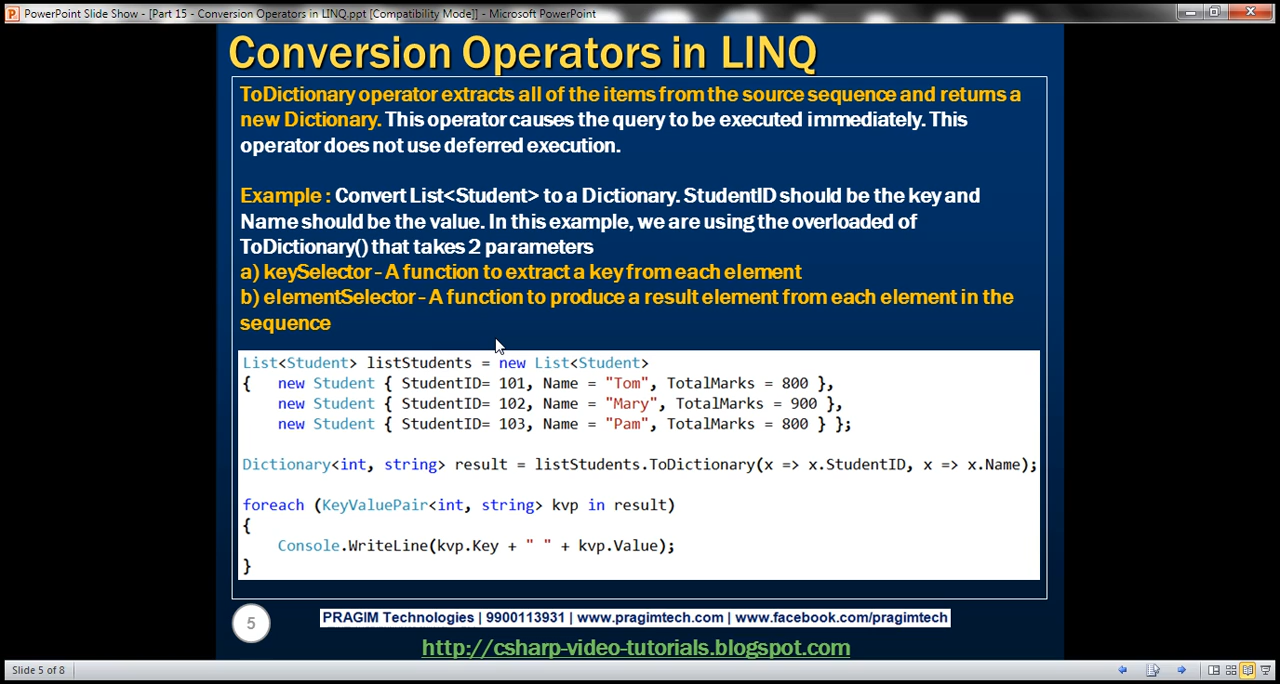 PowerPoint Slide Show - [Part 15 - Conversion Operators in LINQ.ppt [Compatibility Mode]] - Microsoft PowerPoint
Conversion Operators in LINQ
ToDictionary operator extracts all of the items from the source sequence and returns a
new Dictionary. This operator causes the query to be executed immediately. This
operator does not use deferred execution.
Example : Convert List<Student> to a Dictionary. StudentID should be the key and
Name should be the value. In this example, we are using the overloaded of
ToDictionary() that takes 2 parameters
a) keySelector - A function to extract a key from each element
b) elementSelector - A function to produce a result element from each element in the
sequence
List<Student> listStudents = new List<Student>
{   new Student { StudentID= 101, Name = "Tom", TotalMarks = 800 },
    new Student { StudentID= 102, Name = "Mary", TotalMarks = 900 },
    new Student { StudentID= 103, Name = "Pam", TotalMarks = 800 } };
Dictionary<int, string> result = listStudents.ToDictionary(x => x.StudentID, x => x.Name);
foreach (KeyValuePair<int, string> kvp in result)
{
    Console.WriteLine(kvp.Key + " " + kvp.Value);
}
5
PRAGIM Technologies | 9900113931 | www.pragimtech.com | www.facebook.com/pragimtech
http://csharp-video-tutorials.blogspot.com
Slide 5 of 8